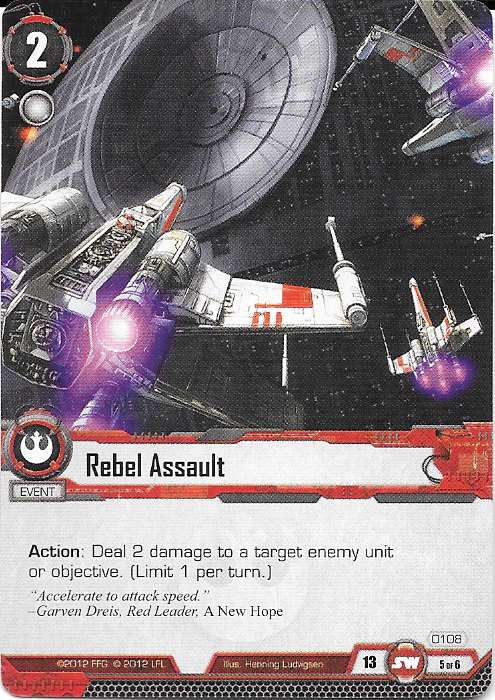 2
Rebel Assault
EVENT
Action: Deal 2 damage to a target enemy unit
or objective. (Limit 1 per turn.)
“Accelerate to attack speed.”
–Garven Dreis, Red Leader, A New Hope
0108
©2012 FFG © 2012 LFL
Illus. Henning Ludvigsen
13
SW
5 OF 6